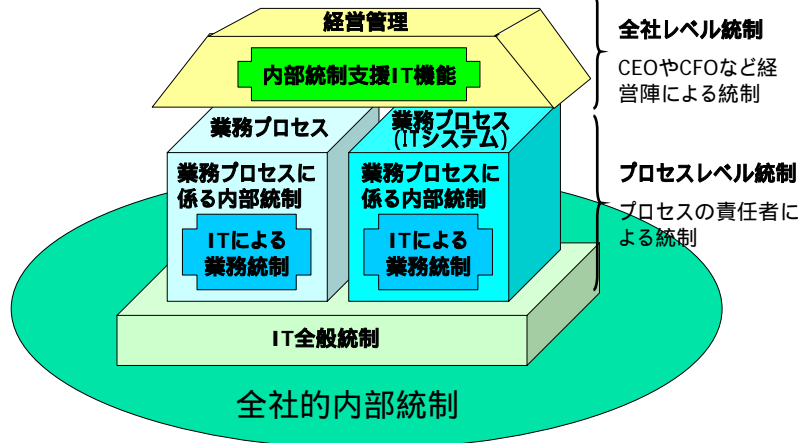 経営管理
内部統制支援IT機能
全社レベル統制
CEOやCFOなど経
営陣による統制
業務プロセス
業務プロセス
(ITシステム)
業務プロセスに
係る内部統制
ITによる
業務統制
業務プロセスに
係る内部統制
ITによる
業務統制
プロセスレベル統制
プロセスの責任者に
よる統制
IT全般統制
全社的内部統制